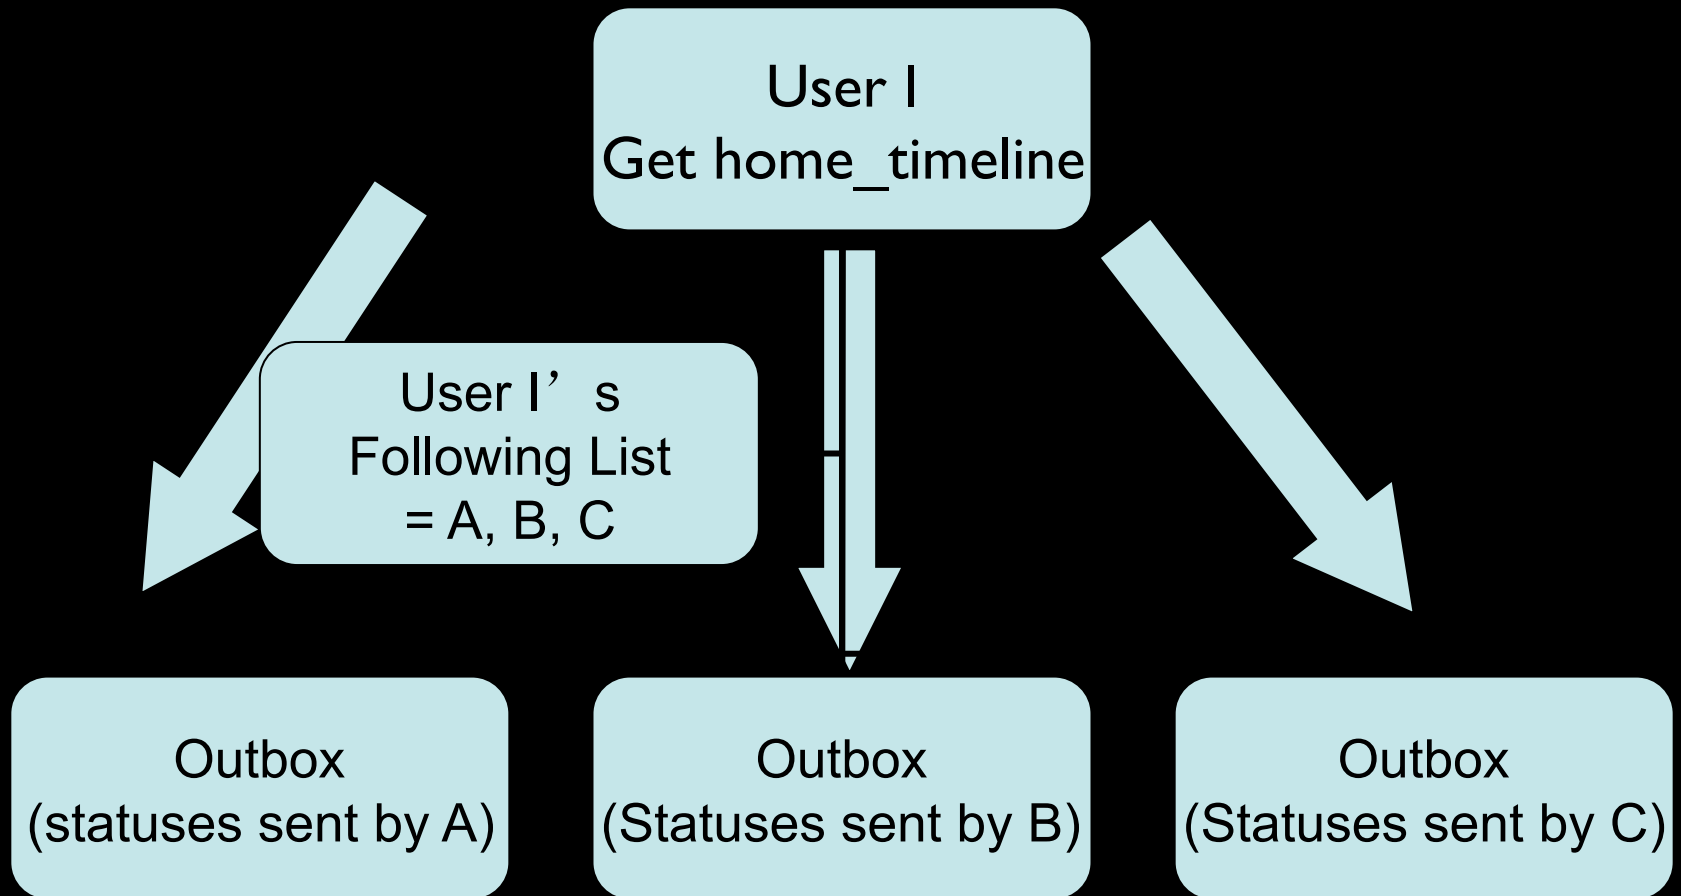 User I
Get home_timeline
User I’s
Following List
= A, B, C
Outbox
(statuses sent by A)
Outbox
(Statuses sent by B)
Outbox
(Statuses sent by C)